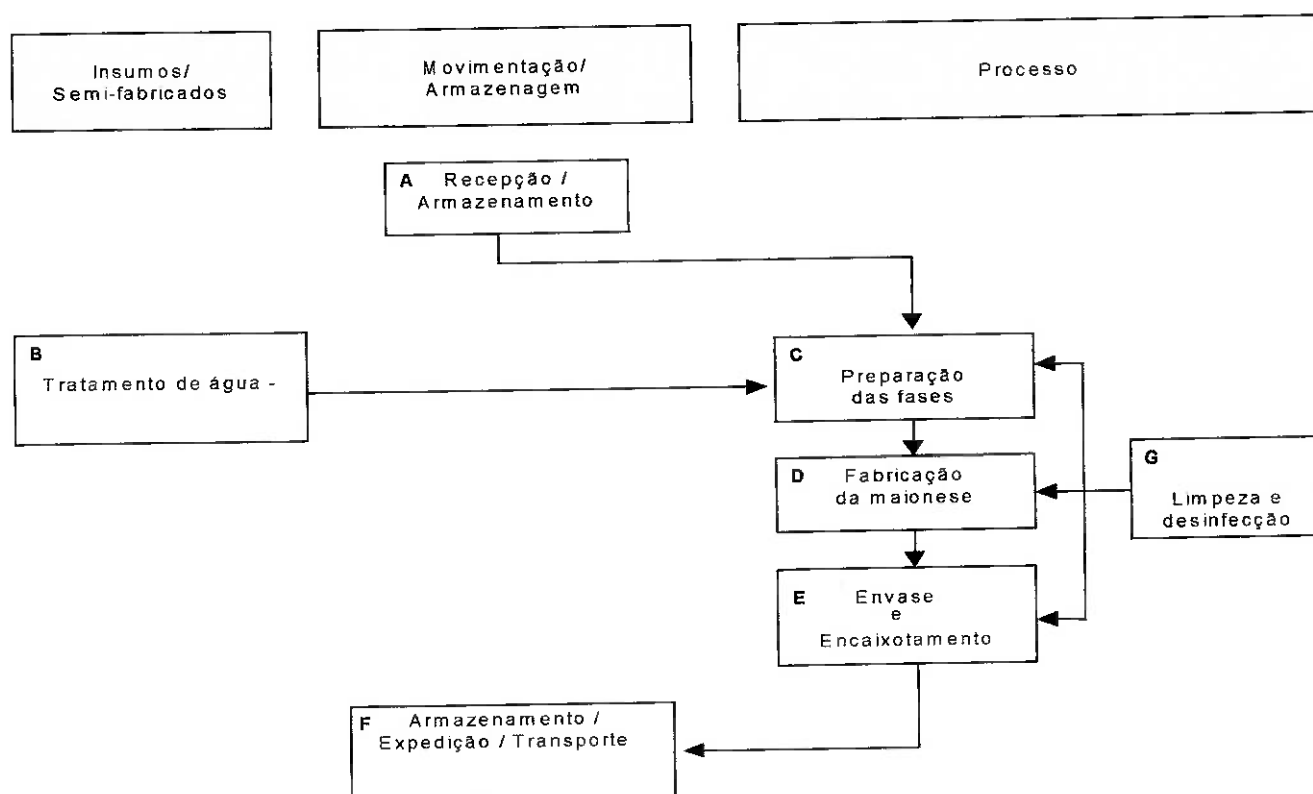 Insumos/
Semi-fabricados
Movimentação/
Armazenagem
Processo
A Recepção /
Armazenamento
B
Tratamento de água -
C
Preparação
das fases
D Fabricação
da maionese
G
Limpeza e
desinfecção
E Envase
e
Encaixotamento
F Armazenamento /
Expedição / Transporte